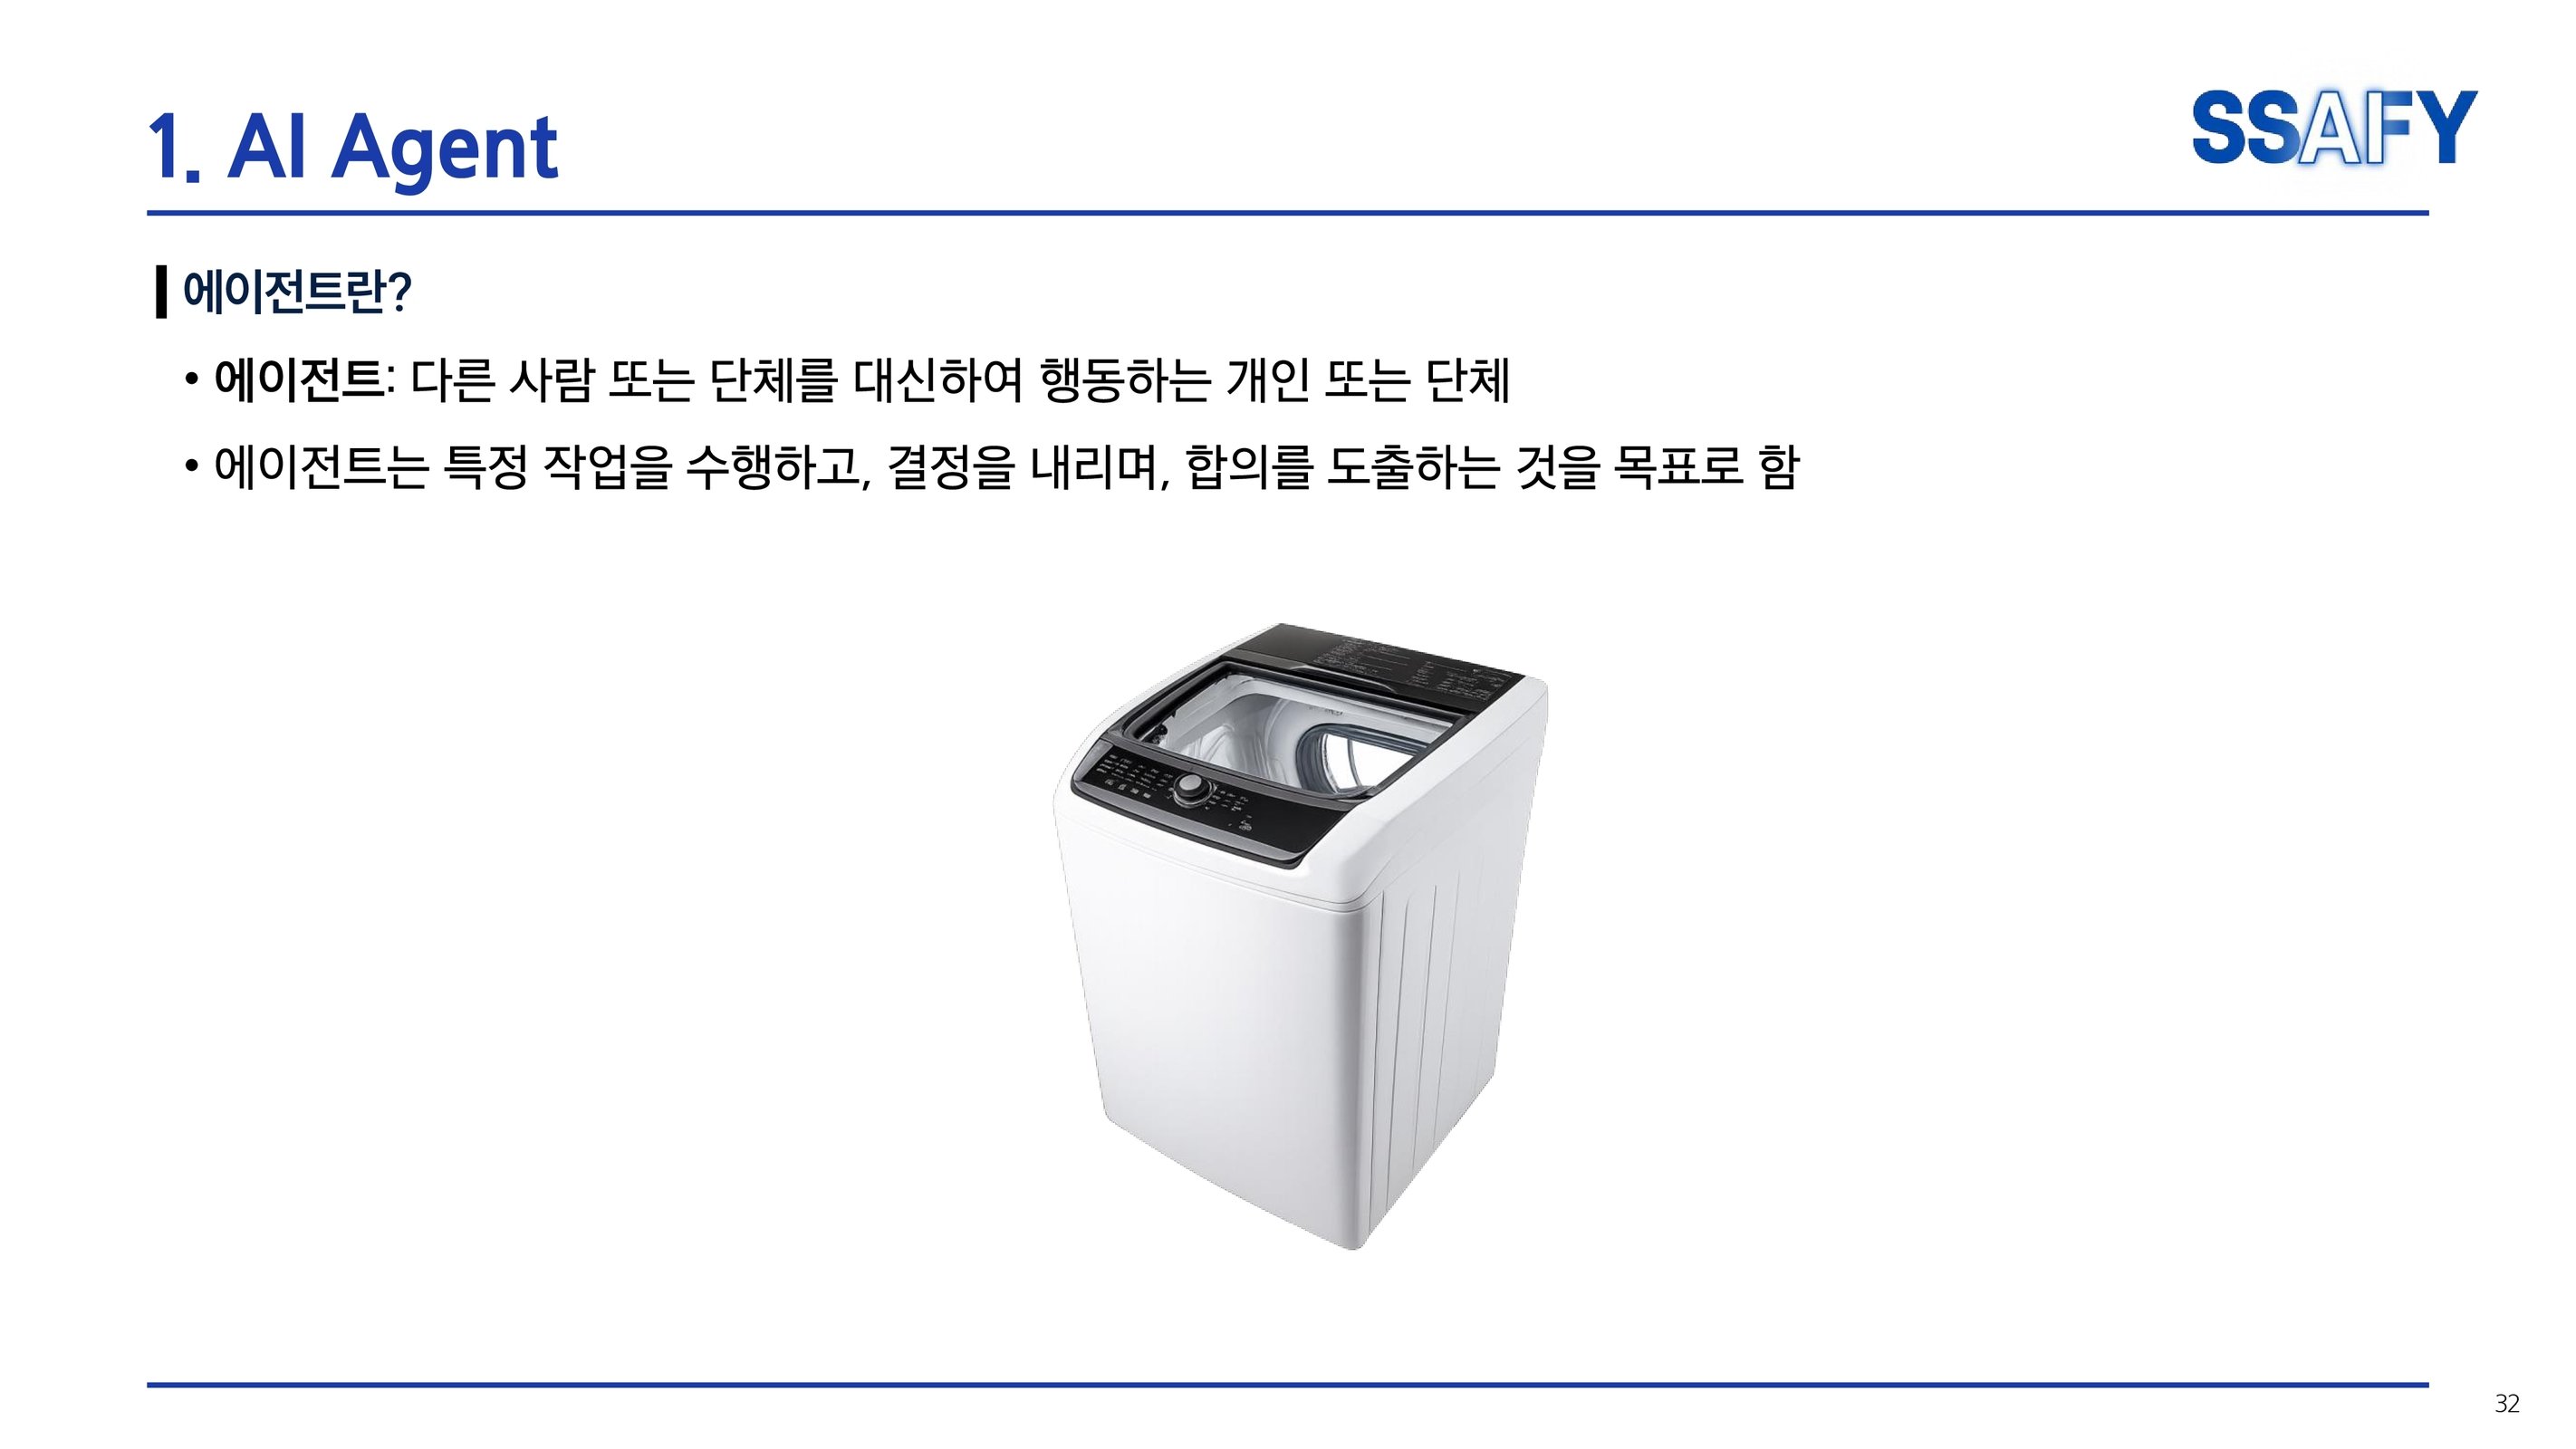 1. AI Agent
SSAFY
에이전트란?
• 에이전트: 다른 사람 또는 단체를 대신하여 행동하는 개인 또는 단체
• 에이전트는 특정 작업을 수행하고, 결정을 내리며, 합의를 도출하는 것을 목표로 함
32